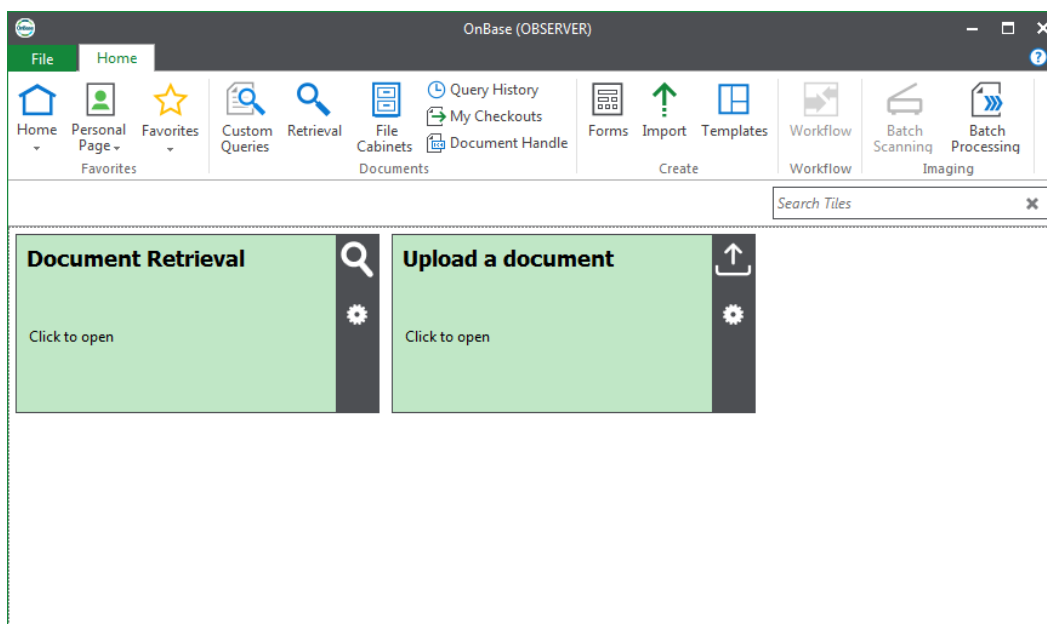 OnBase (OBSERVER)
File Home
Home
Personal Page
Favorites
Favorites
Custom Queries
Retrieval
File Cabinets
Query History
My Checkouts
Document Handle
Documents
Forms
Import
Templates
Create
Workflow
Workflow
Batch Scanning
Batch Processing
Imaging
Search Tiles
Document Retrieval
Click to open
Upload a document
Click to open